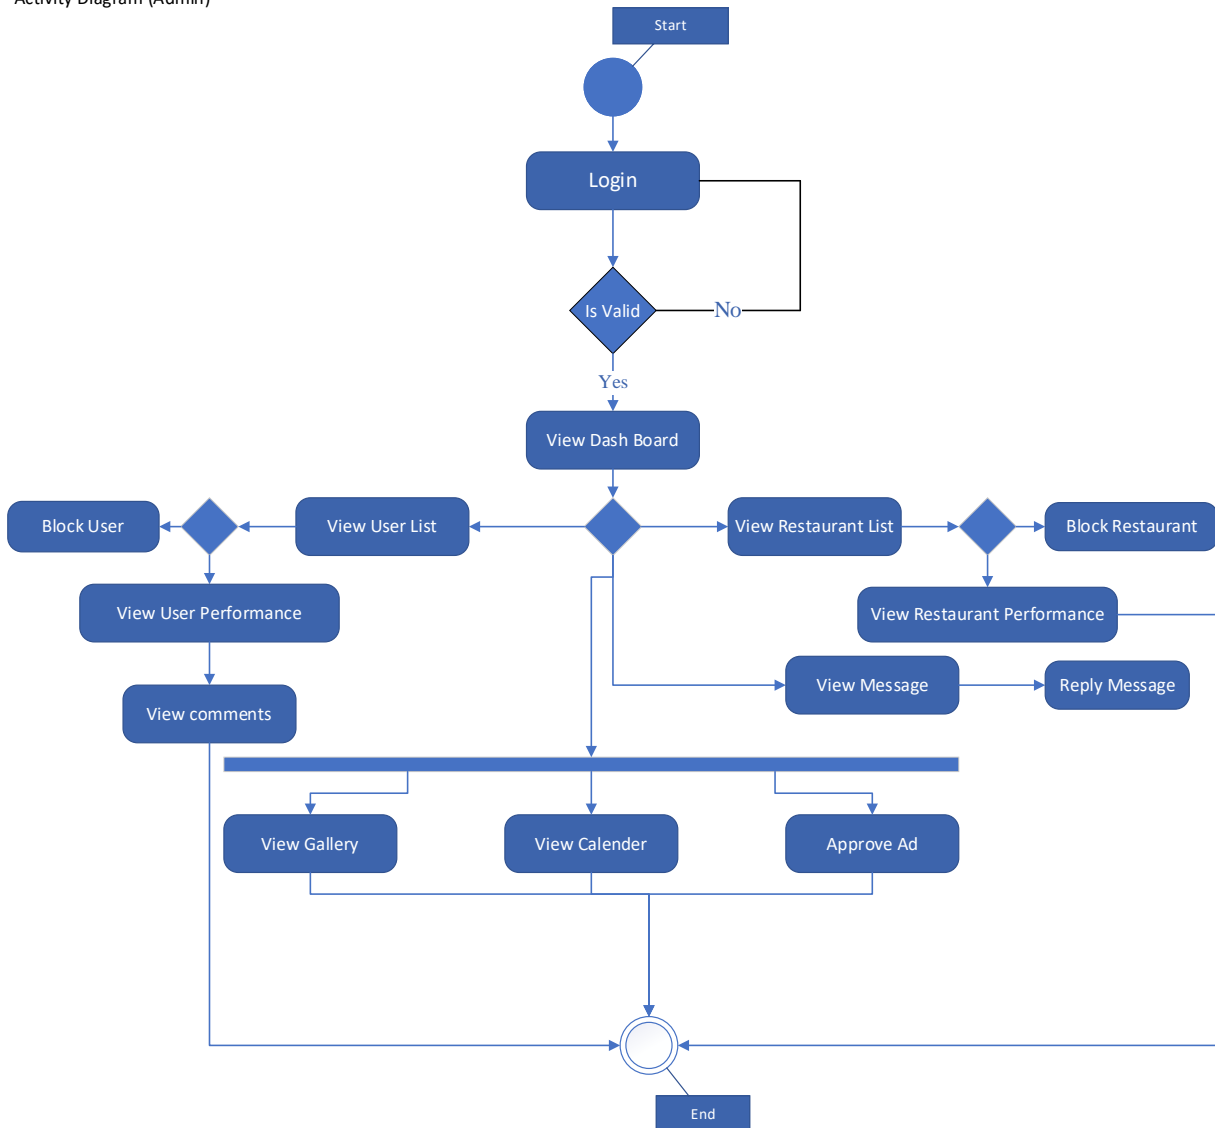 Activity Diagram (Admin)
Start
Login
Is Valid
No
Yes
View Dash Board
Block User
View User List
View Restaurant List
Block Restaurant
View User Performance
View Restaurant Performance
View Message
Reply Message
View comments
View Gallery
View Calender
Approve Ad
End